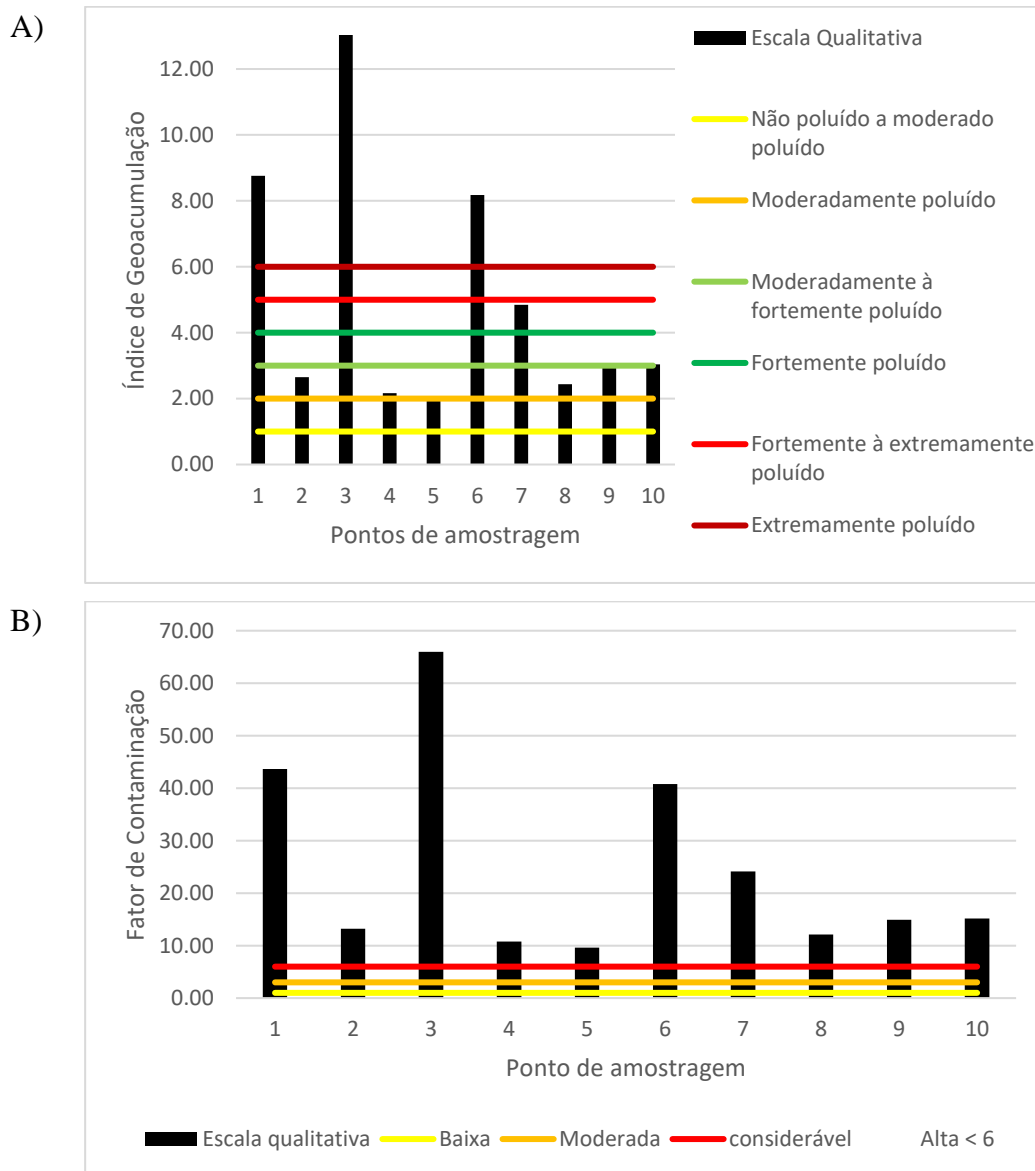 A)
Índice de Geoacumulação
12.00
10.00
8.00
6.00
4.00
2.00
0.00
1 2 3 4 5 6 7 8 9 10
Pontos de amostragem
Escala Qualitativa
Não poluído a moderado
poluído
Moderadamente poluído
Moderadamente à
fortemente poluído
Fortemente poluído
Fortemente à extremamente
poluído
Extremamente poluído
B)
Fator de Contaminação
70.00
60.00
50.00
40.00
30.00
20.00
10.00
0.00
1 2 3 4 5 6 7 8 9 10
Ponto de amostragem
Escala qualitativa Baixa Moderada considerável Alta < 6